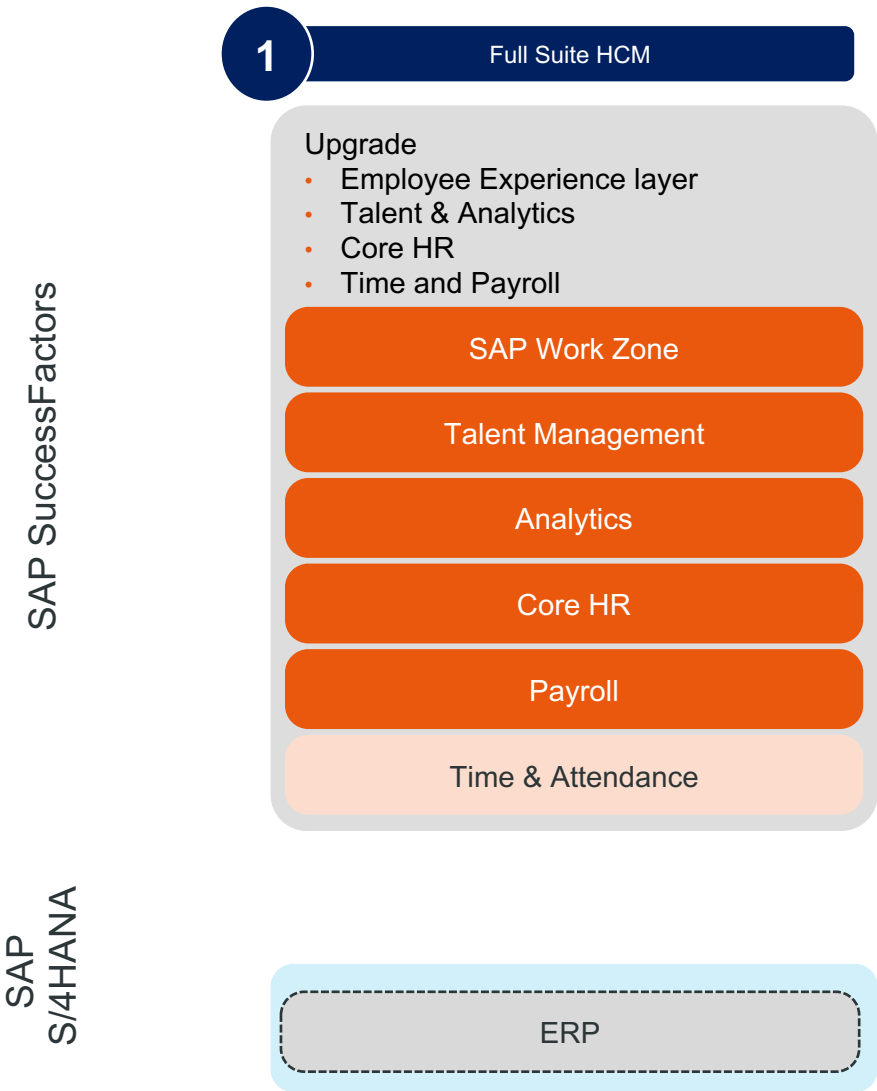 1
Full Suite HCM
Upgrade
• Employee Experience layer
• Talent & Analytics
• Core HR
• Time and Payroll
SAP SuccessFactors
SAP Work Zone
Talent Management
Analytics
Core HR
Payroll
Time & Attendance
SAP
S/4HANA
ERP